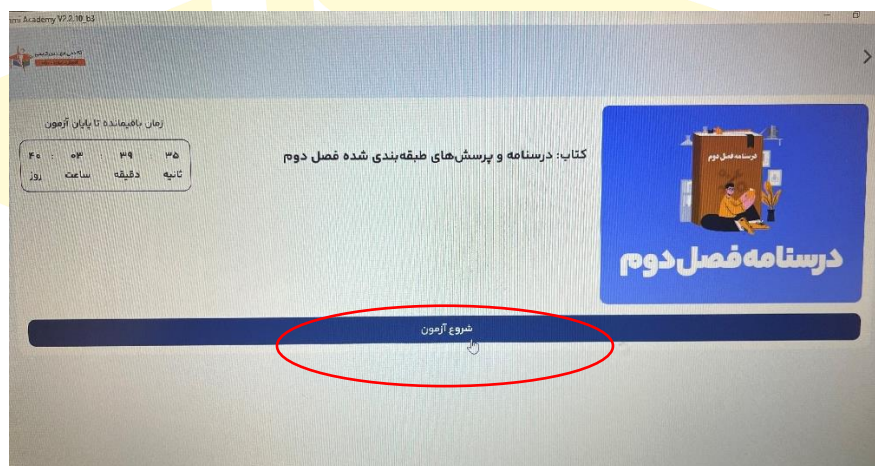 Academy V2.2.10_b3
زمان باقیمانده تا پایان آزمون
۴۰ : ۰۳ : ۳۹ : ۳۵
روز ساعت دقیقه ثانیه
کتاب: درسنامه و پرسش‌های طبقه‌بندی شده فصل دوم
درسنامه فصل دوم
درسنامه فصل دوم
شروع آزمون